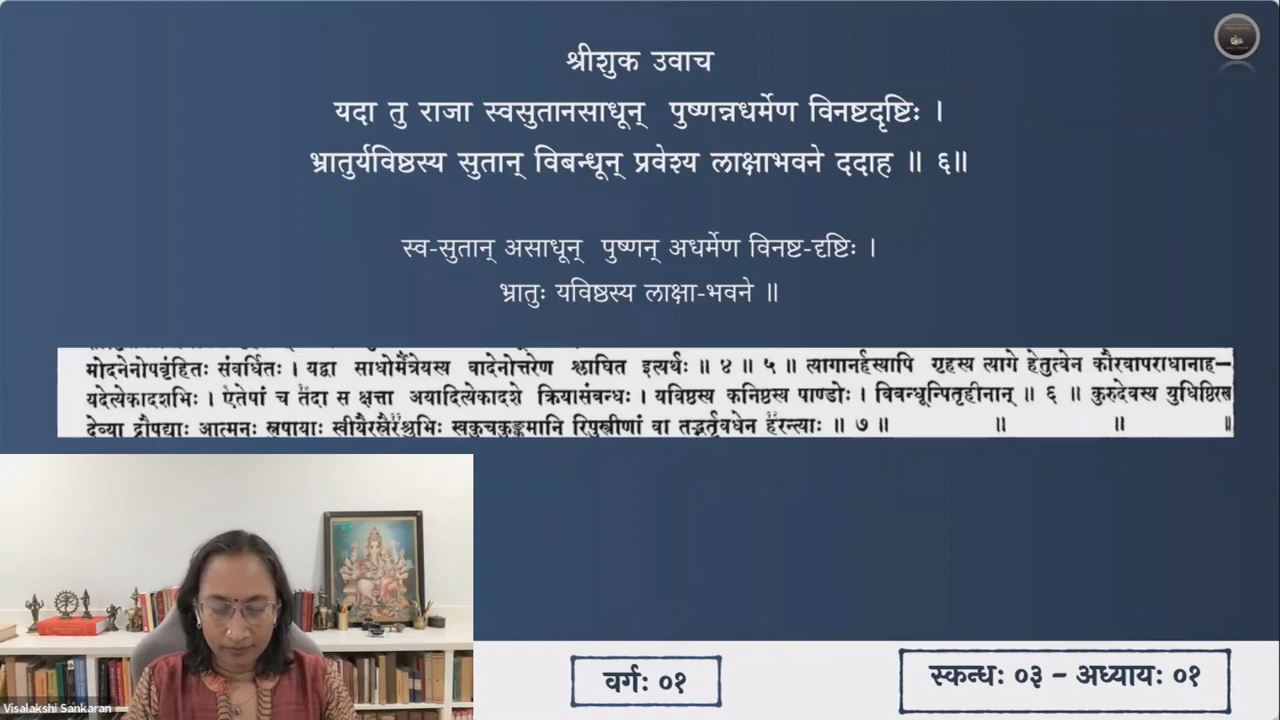 श्रीशुक उवाच
यदा तु राजा स्वसुतानसाधून् पुष्णन्नधर्मेण विनष्टदृष्टिः ।
भ्रातुर्यविष्ठस्य सुतान् विबन्धून् प्रवेश्य लाक्षाभवने ददाह ॥ ६॥
स्व-सुतान् असाधून् पुष्णन् अधर्मेण विनष्ट-दृष्टिः ।
भ्रातुः यविष्ठस्य लाक्षा-भवने ॥
मोदनेनोपबृंहितः संवर्धितः । यद्वा साधोर्मैत्रेयस्य वादेनोत्तरेण श्लाघित इत्यर्थः ॥ ४ ॥ ५ ॥ त्यागानर्हस्यापि गृहस्य त्यागे हेतुत्वेन कौरवापराधानाह—
यदेत्येकादशभिः । ऐतेषां च तदा स क्षत्ता अयादित्येकादशे क्रियासंबन्धः । यविष्ठस्य कनिष्ठस्य पाण्डोः । विबन्धून्पितृहीनान् ॥ ६ ॥ कुरुदेवस्य युधिष्ठिरस्य
देव्या द्रौपद्याः आत्मनः स्नुषायाः स्वीयैरस्रैरश्रुभिः स्वकुचकुङ्कुमानि रिपुस्त्रीणां वा तद्भर्तृवधेन हरन्त्याः ॥ ७ ॥ ॥ ॥ ॥
Visalakshi Sankaran
वर्गः ०१
स्कन्धः ०३ – अध्यायः ०१